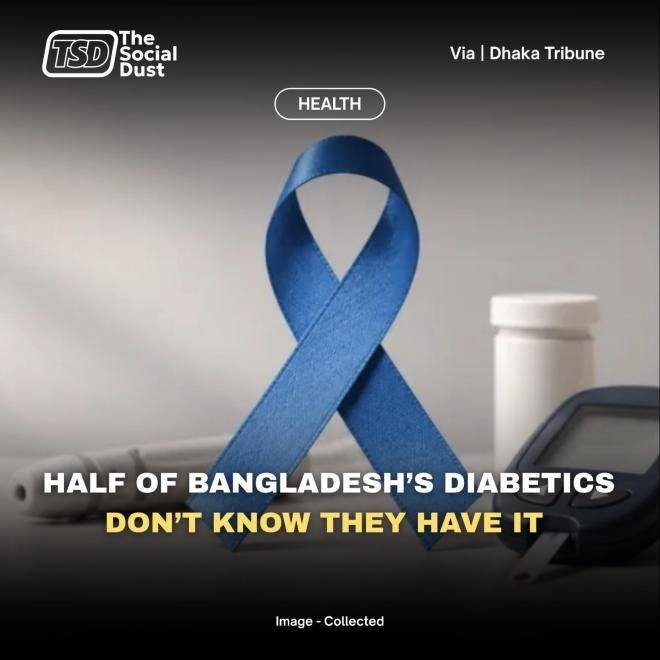 TSD
The
Social
Dust
Via | Dhaka Tribune
HEALTH
HALF OF BANGLADESH'S DIABETICS
DON'T KNOW THEY HAVE IT
Image - Collected